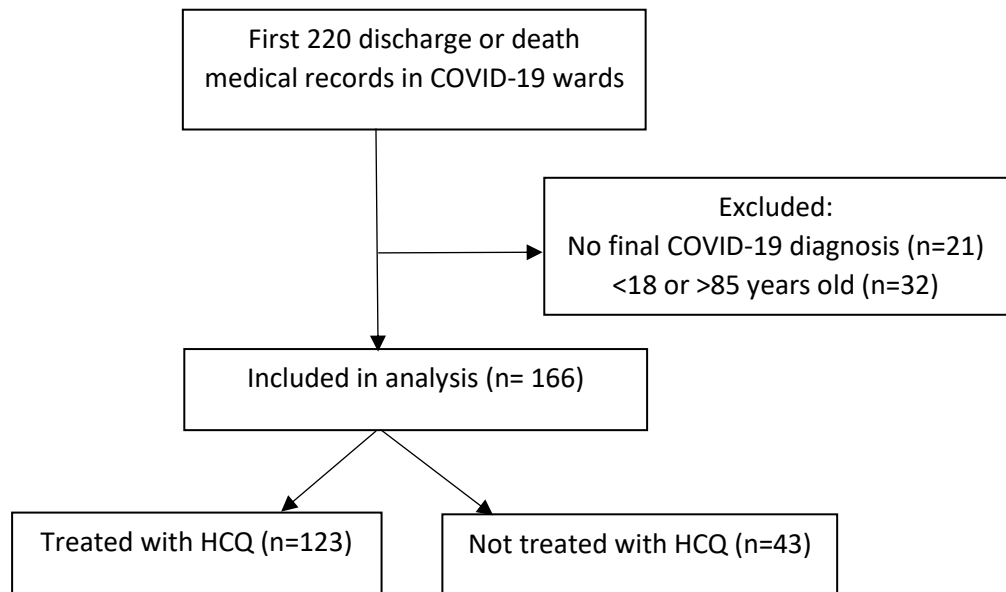 First 220 discharge or death
medical records in COVID-19 wards
Excluded:
No final COVID-19 diagnosis (n=21)
<18 or >85 years old (n=32)
Included in analysis (n= 166)
Treated with HCQ (n=123)
Not treated with HCQ (n=43)